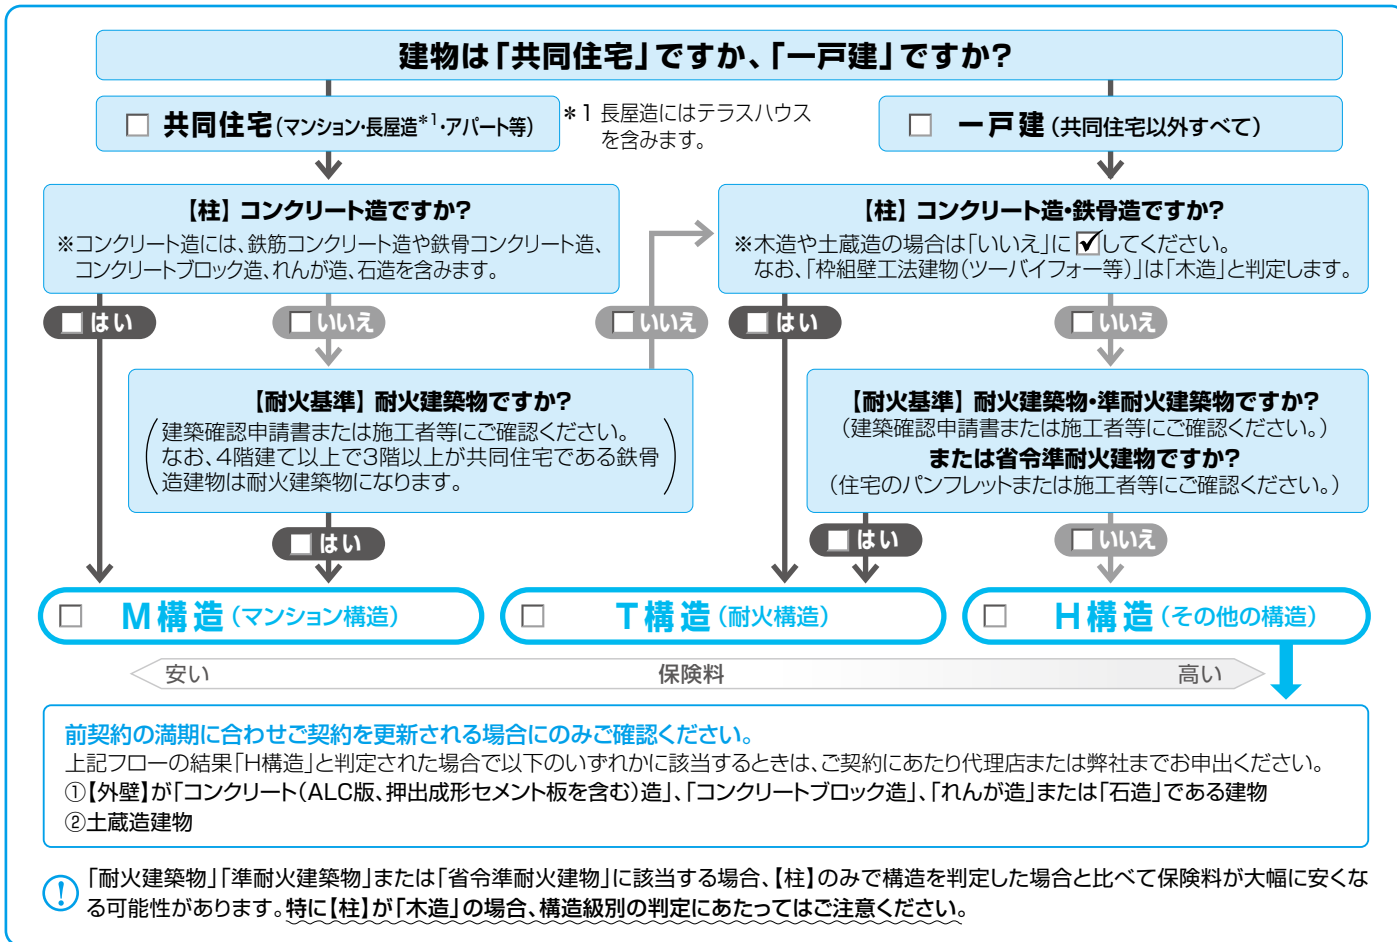 建物は「共同住宅」ですか、「一戸建」ですか?
共同住宅(マンション・長屋造*1・アパート等)
*1 長屋造にはテラスハウス
を含みます。
一戸建(共同住宅以外すべて)
【柱】コンクリート造ですか?
※コンクリート造には、鉄筋コンクリート造や鉄骨コンクリート造、
コンクリートブロック造、れんが造、石造を含みます。
【柱】コンクリート造・鉄骨造ですか?
※木造や土蔵造の場合は「いいえ」に☑してください。
なお、「枠組壁工法建物(ツーバイフォー等)」は「木造」と判定します。
はい
いいえ
いいえ
はい
いいえ
【耐火基準】耐火建築物ですか?
建築確認申請書または施工者等にご確認ください。
なお、4階建て以上で3階以上が共同住宅である鉄骨
造建物は耐火建築物になります。
【耐火基準】耐火建築物・準耐火建築物ですか?
(建築確認申請書または施工者等にご確認ください。)
または省令準耐火建物ですか?
(住宅のパンフレットまたは施工者等にご確認ください。)
はい
はい
いいえ
M構造(マンション構造)
T構造(耐火構造)
H構造(その他の構造)
安い
保険料
高い
前契約の満期に合わせご契約を更新される場合にのみご確認ください。
上記フローの結果「H構造」と判定された場合で以下のいずれかに該当するときは、ご契約にあたり代理店または弊社までお申出ください。
①【外壁】が「コンクリート(ALC版、押出成形セメント板を含む)造」、「コンクリートブロック造」、「れんが造」または「石造」である建物
②土蔵造建物
! 「耐火建築物」「準耐火建築物」または「省令準耐火建物」に該当する場合、【柱】のみで構造を判定した場合と比べて保険料が大幅に安くな
る可能性があります。特に【柱】が「木造」の場合、構造級別の判定にあたってはご注意ください。